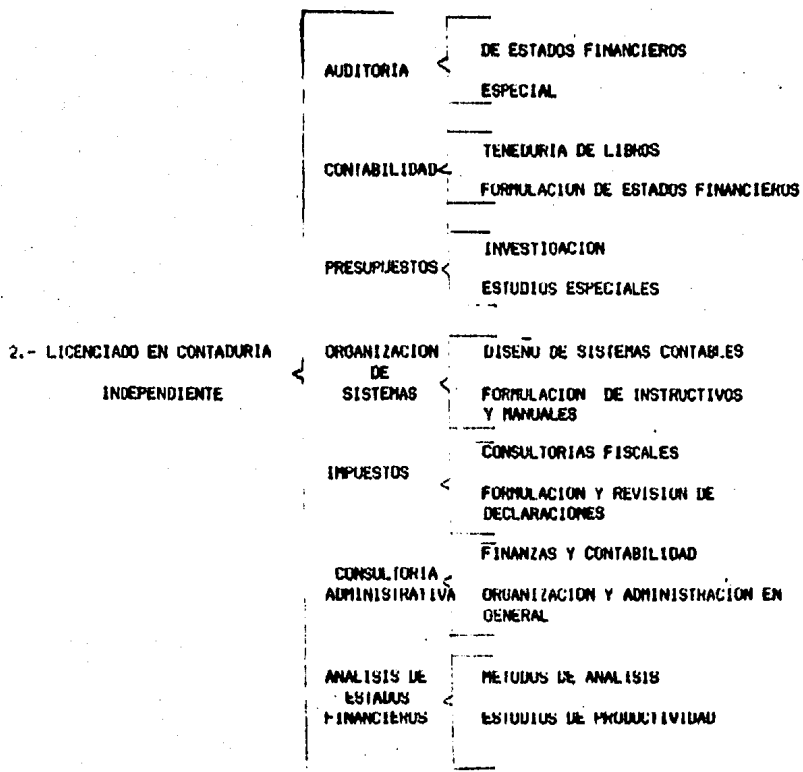 AUDITORIA
DE ESTADOS FINANCIEROS
ESPECIAL
CONTABILIDAD
TENEDURIA DE LIBROS
FORMULACION DE ESTADOS FINANCIEROS
PRESUPUESTOS
INVESTIGACION
ESTUDIOS ESPECIALES
2.- LICENCIADO EN CONTADURIA
INDEPENDIENTE
ORGANIZACION
DE
SISTEMAS
DISEÑO DE SISTEMAS CONTABLES
FORMULACION DE INSTRUCTIVOS
Y MANUALES
IMPUESTOS
CONSULTORIAS FISCALES
FORMULACION Y REVISION DE
DECLARACIONES
CONSULTORIA
ADMINISTRATIVA
FINANZAS Y CONTABILIDAD
ORGANIZACION Y ADMINISTRACION EN
GENERAL
ANALISIS DE
ESTADOS
FINANCIEROS
METODOS DE ANALISIS
ESTUDIOS DE PRODUCTIVIDAD